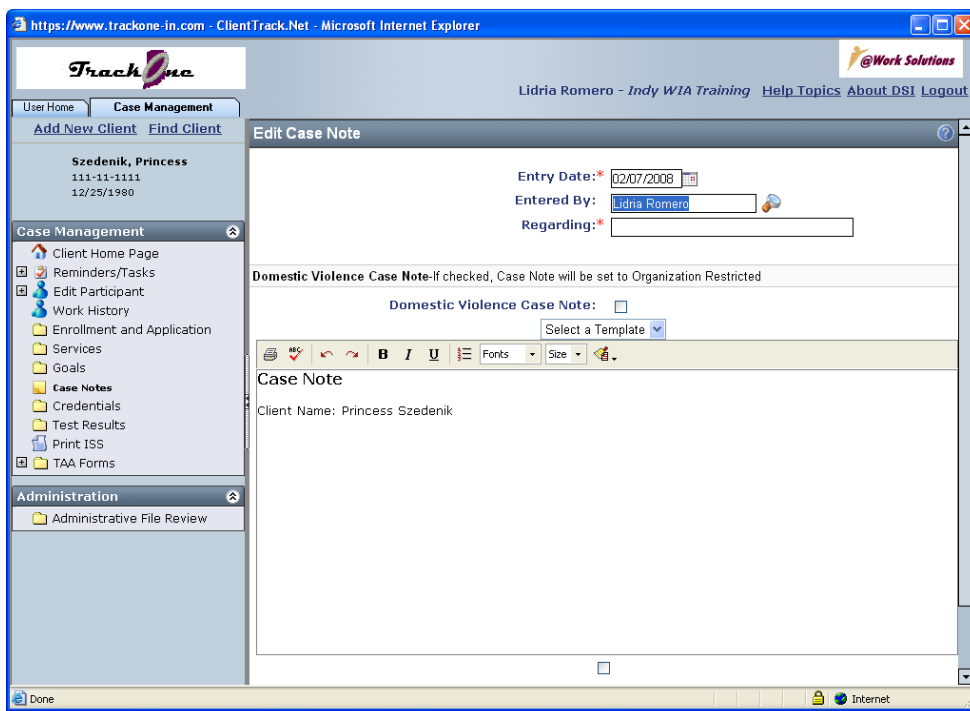 https://www.trackone-in.com - ClientTrack.Net - Microsoft Internet Explorer
Track One
@Work Solutions
Lidria Romero - Indy WIA Training Help Topics About DSI Logout
User Home Case Management
Add New Client Find Client
Szedenik, Princess
111-11-1111
12/25/1980
Case Management
Client Home Page
Reminders/Tasks
Edit Participant
Work History
Enrollment and Application
Services
Goals
Case Notes
Credentials
Test Results
Print ISS
TAA Forms
Administration
Administrative File Review
Edit Case Note
Entry Date:* 02/07/2008
Entered By: Lidria Romero
Regarding:*
Domestic Violence Case Note-If checked, Case Note will be set to Organization Restricted
Domestic Violence Case Note:
Select a Template
ABC B I U Fonts Size
Case Note
Client Name: Princess Szedenik
Done Internet